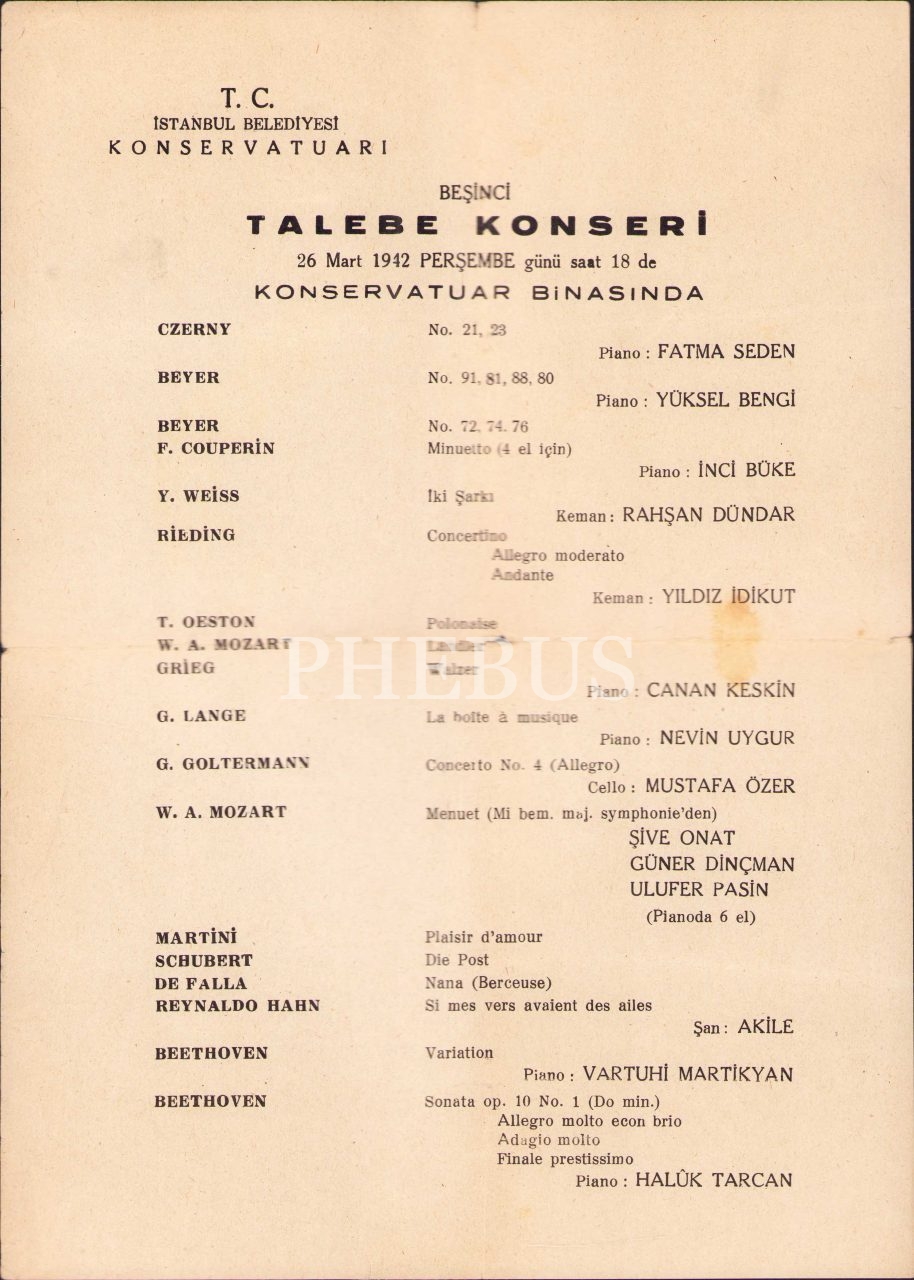 T. C.
İSTANBUL BELEDİYESİ
KONSERVATUARI
BEŞİNCİ
TALEBE KONSERİ
26 Mart 1942 PERŞEMBE günü saat 18 de
KONSERVATUAR BİNASINDA
CZERNY No. 21, 23
Piano : FATMA SEDEN
BEYER No. 91, 81, 88, 80
Piano : YÜKSEL BENGİ
BEYER No. 72, 74, 76
F. COUPERİN Minuetto (4 el için)
Piano : İNCİ BÜKE
Y. WEİSS İki Şarkı
Keman : RAHŞAN DÜNDAR
RİEDİNG Concertino
Allegro moderato
Andante
Keman : YILDIZ İDİKUT
T. OESTON Polonaise
W. A. MOZART Laendler
GRİEG Walzer
PHEBUS
Piano : CANAN KESKİN
G. LANGE La boîte à musique
Piano : NEVİN UYGUR
G. GOLTERMANN Concerto No. 4 (Allegro)
Cello : MUSTAFA ÖZER
W. A. MOZART Menuet (Mi bem. maj. symphonie'den)
ŞİVE ONAT
GÜNER DİNÇMAN
ULUFER PASİN
(Pianoda 6 el)
MARTİNİ Plaisir d'amour
SCHUBERT Die Post
DE FALLA Nana (Berceuse)
REYNALDO HAHN Si mes vers avaient des ailes
Şan : AKİLE
BEETHOVEN Variation
Piano : VARTUHİ MARTİKYAN
BEETHOVEN Sonata op. 10 No. 1 (Do min.)
Allegro molto econ brio
Adagio molto
Finale prestissimo
Piano : HALÛK TARCAN